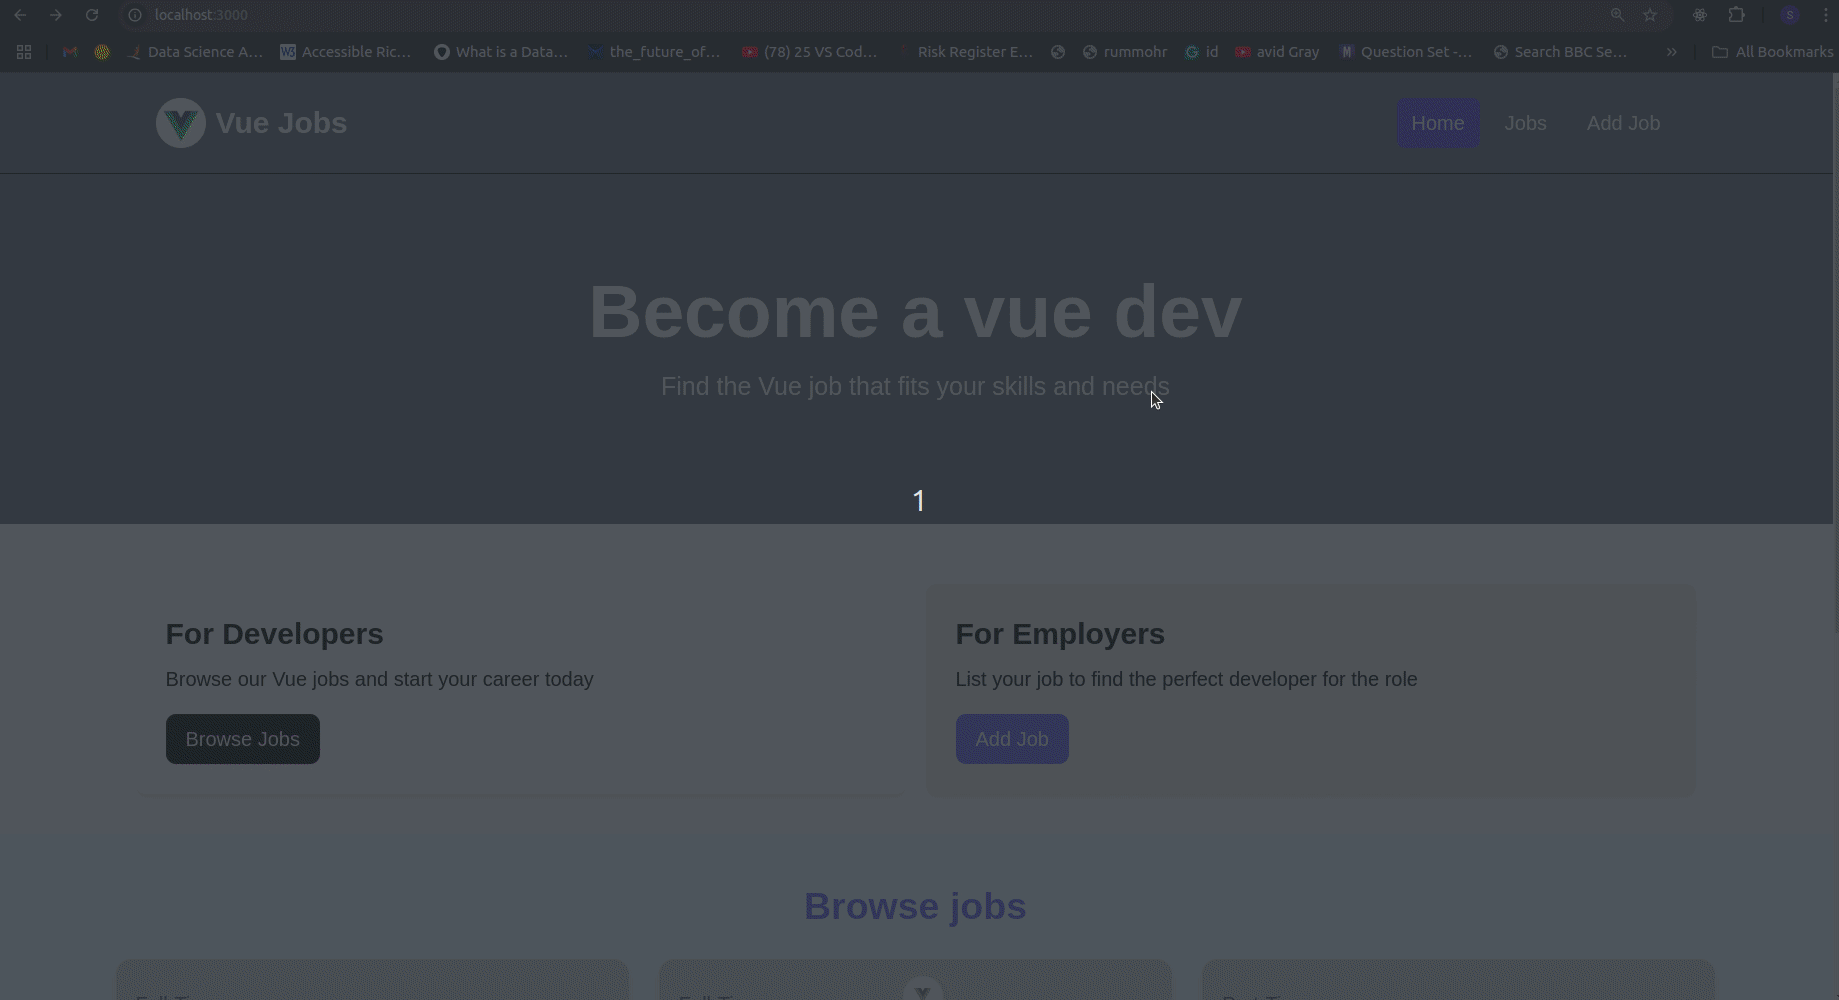 localhost:3000
Data Science A... Accessible Ric... What is a Data... the_future_of... (78) 25 VS Cod... Risk Register E... rummohr id avid Gray Question Set -... Search BBC Se... » All Bookmarks
Vue Jobs
Home Jobs Add Job
Become a vue dev
Find the Vue job that fits your skills and needs
1
For Developers
Browse our Vue jobs and start your career today
Browse Jobs
For Employers
List your job to find the perfect developer for the role
Add Job
Browse jobs